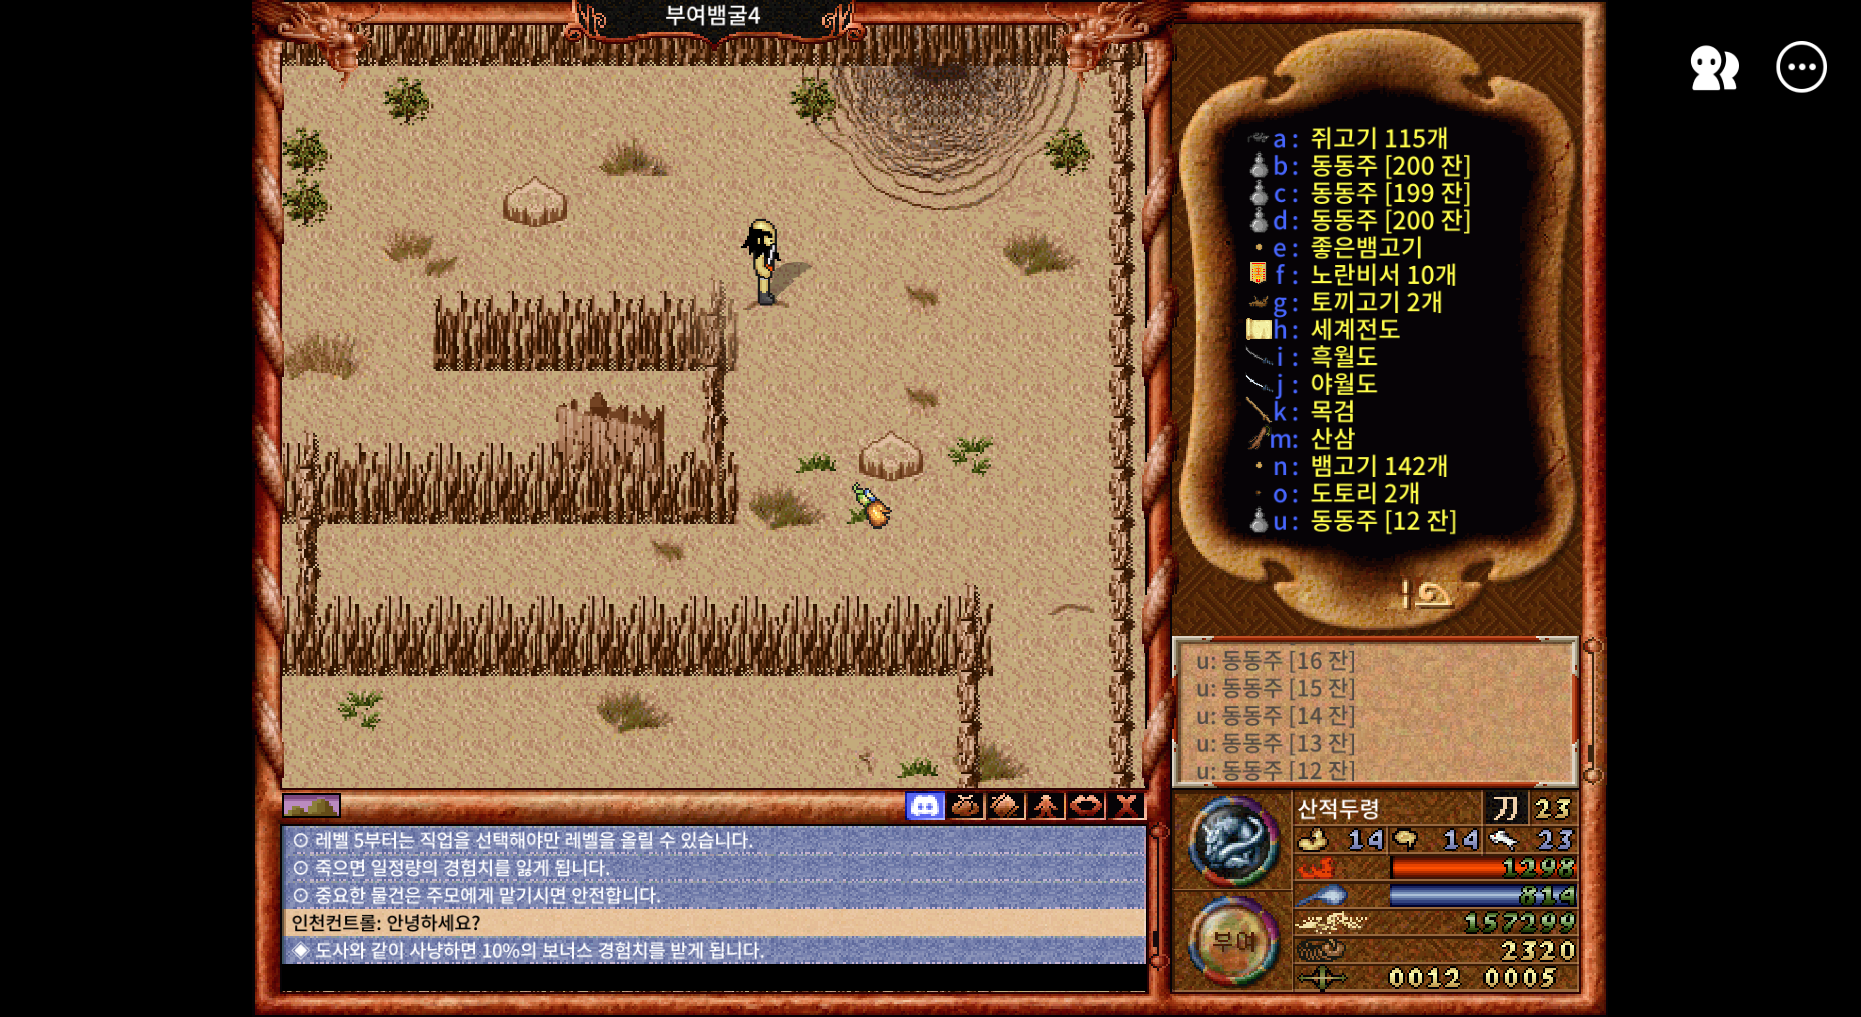 부여뱀굴4
a: 쥐고기 115개
b: 동동주 [200 잔]
c: 동동주 [199 잔]
d: 동동주 [200 잔]
e: 좋은뱀고기
f: 노란비서 10개
g: 토끼고기 2개
h: 세계전도
i: 흑월도
j: 야월도
k: 목검
m: 산삼
n: 뱀고기 142개
o: 도토리 2개
u: 동동주 [12 잔]
u: 동동주 [16 잔]
u: 동동주 [15 잔]
u: 동동주 [14 잔]
u: 동동주 [13 잔]
u: 동동주 [12 잔]
⊙ 레벨 5부터는 직업을 선택해야만 레벨을 올릴 수 있습니다.
⊙ 죽으면 일정량의 경험치를 잃게 됩니다.
⊙ 중요한 물건은 주모에게 맡기시면 안전합니다.
인천컨트롤: 안녕하세요?
◈ 도사와 같이 사냥하면 10%의 보너스 경험치를 받게 됩니다.
산적두령 刀 23
14 14 23
1298
814
157299
부여
2320
0012 0005